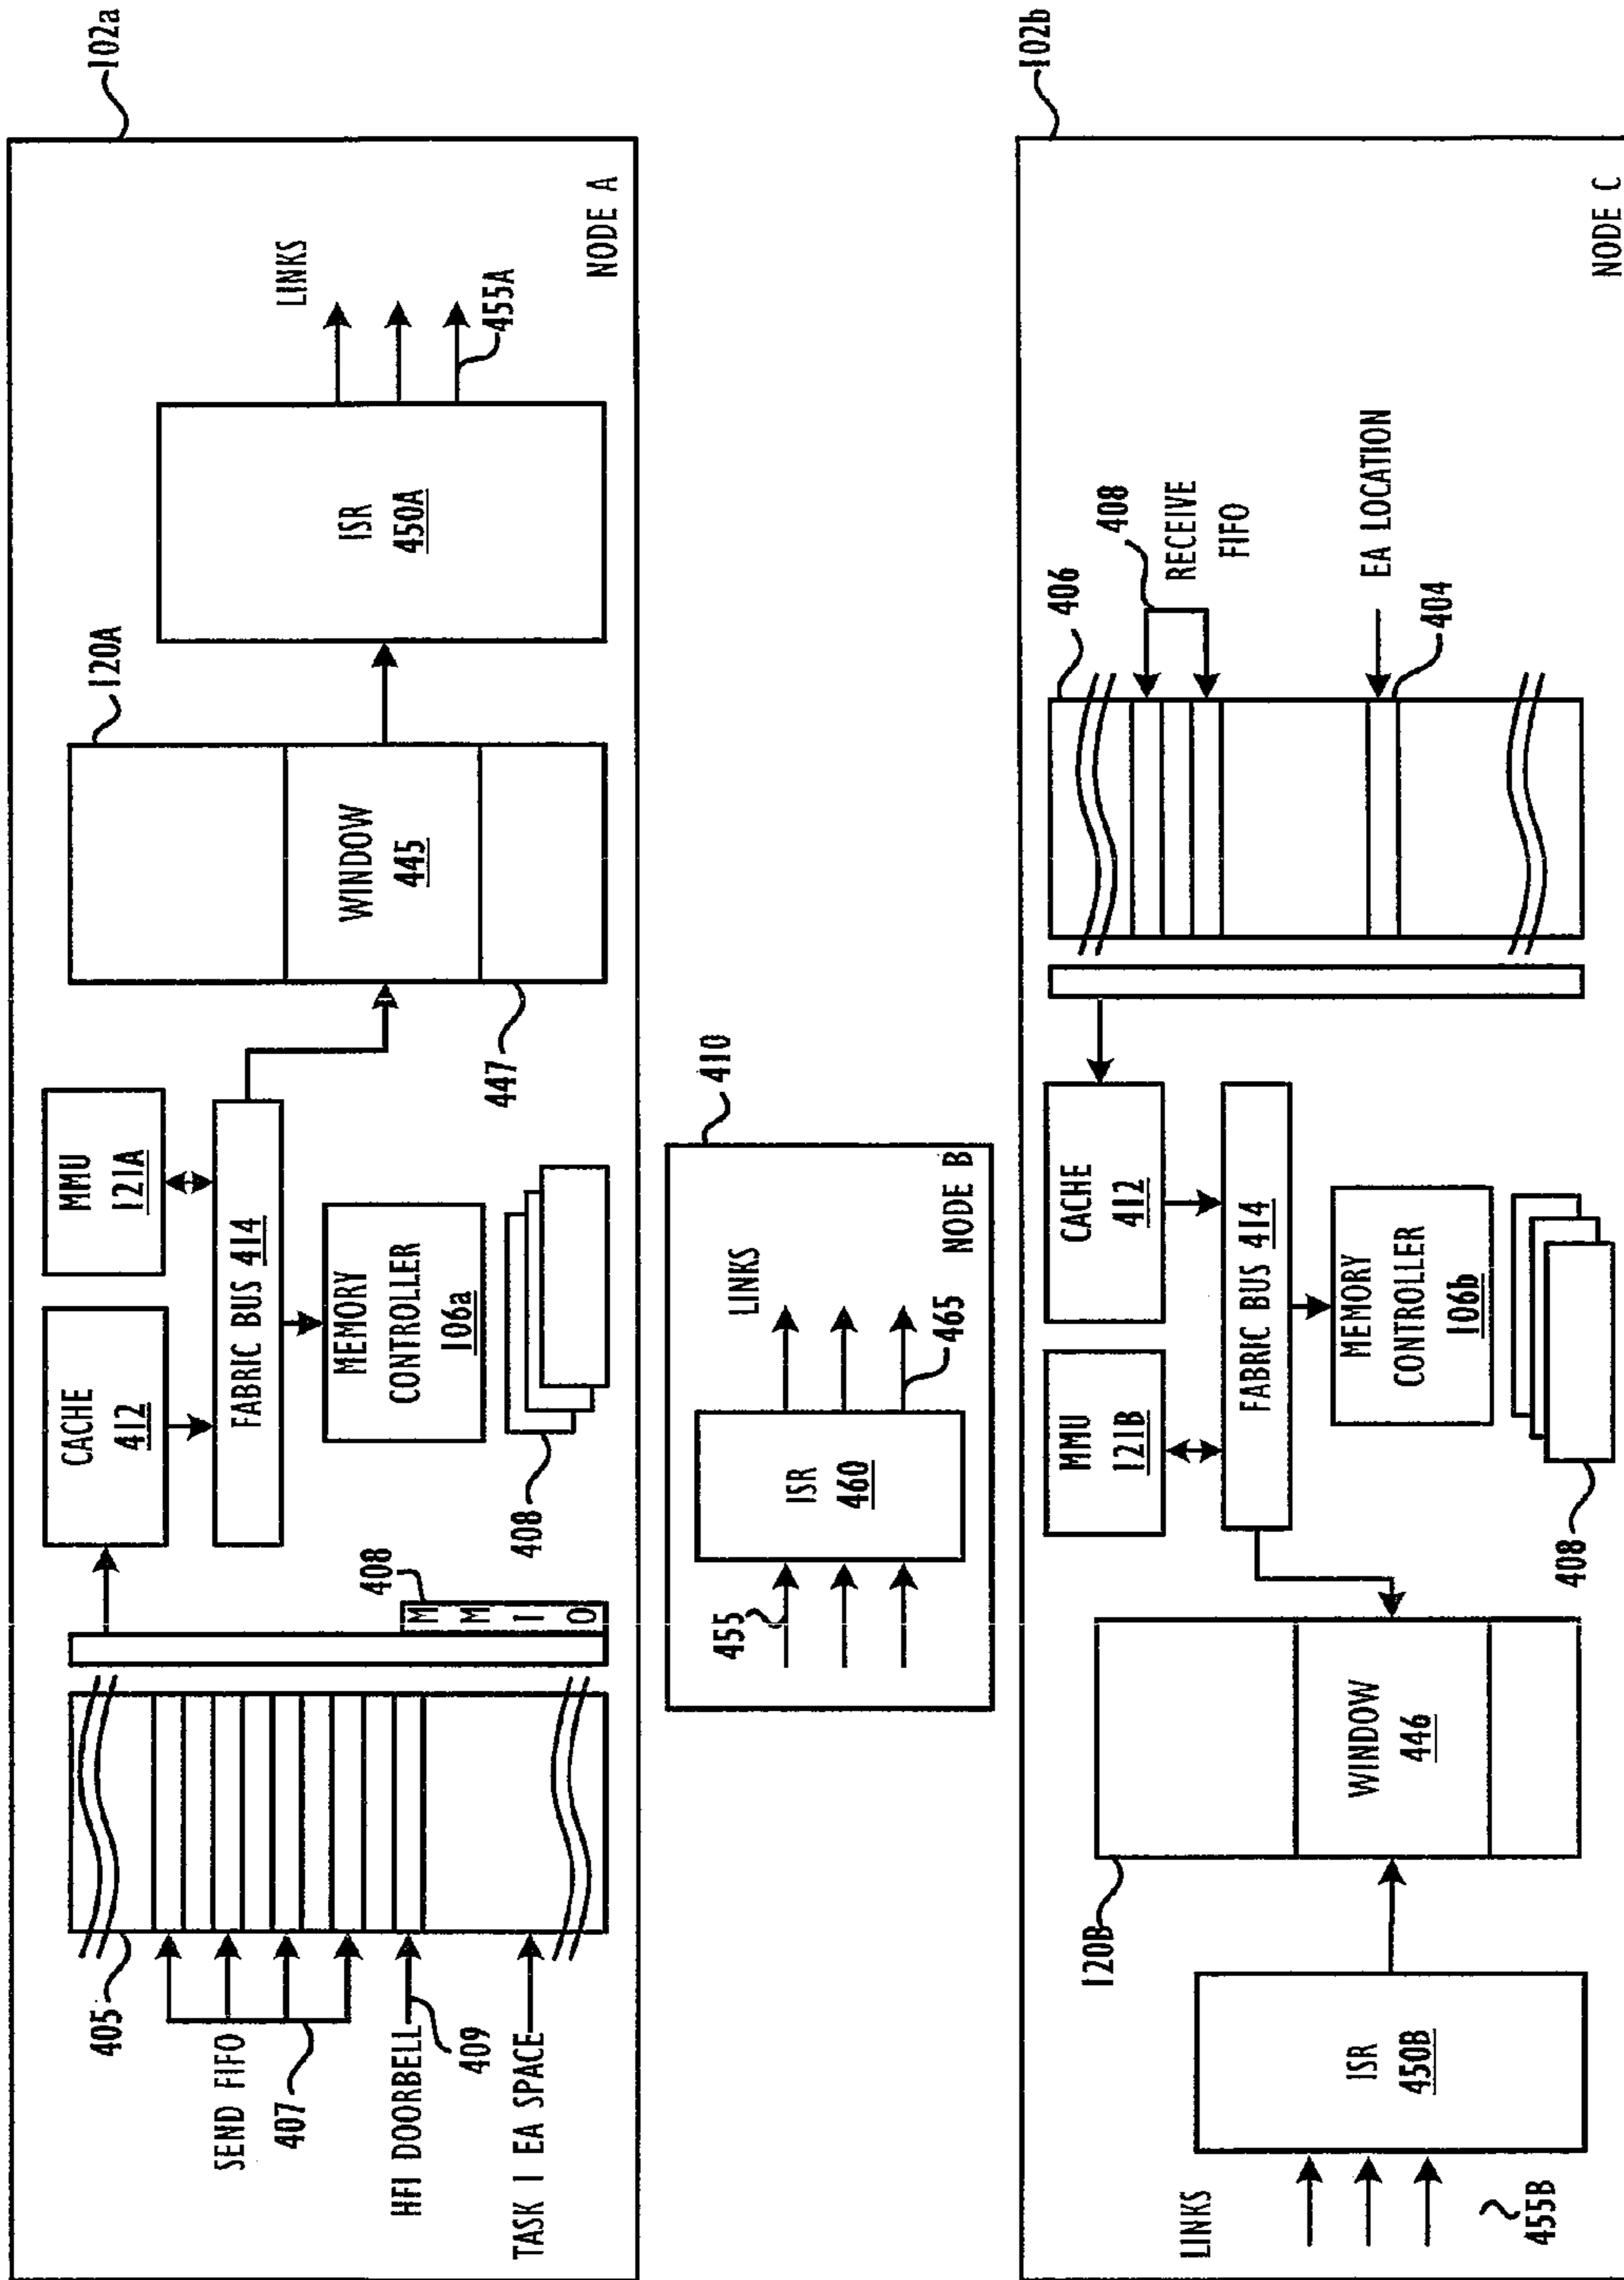 102a
405
SEND FIFO
407
HFI DOORBELL
409
TASK 1 EA SPACE
408
M
M
I
O
CACHE
412
MMU
121A
FABRIC BUS 414
MEMORY
CONTROLLER
106a
408
447
120A
WINDOW
445
ISR
450A
LINKS
455A
NODE A
410
455
ISR
460
LINKS
465
NODE B
102b
LINKS
455B
ISR
450B
120B
WINDOW
446
MMU
121B
CACHE
412
FABRIC BUS 414
MEMORY
CONTROLLER
106b
408
406
408
RECEIVE
FIFO
EA LOCATION
404
NODE C